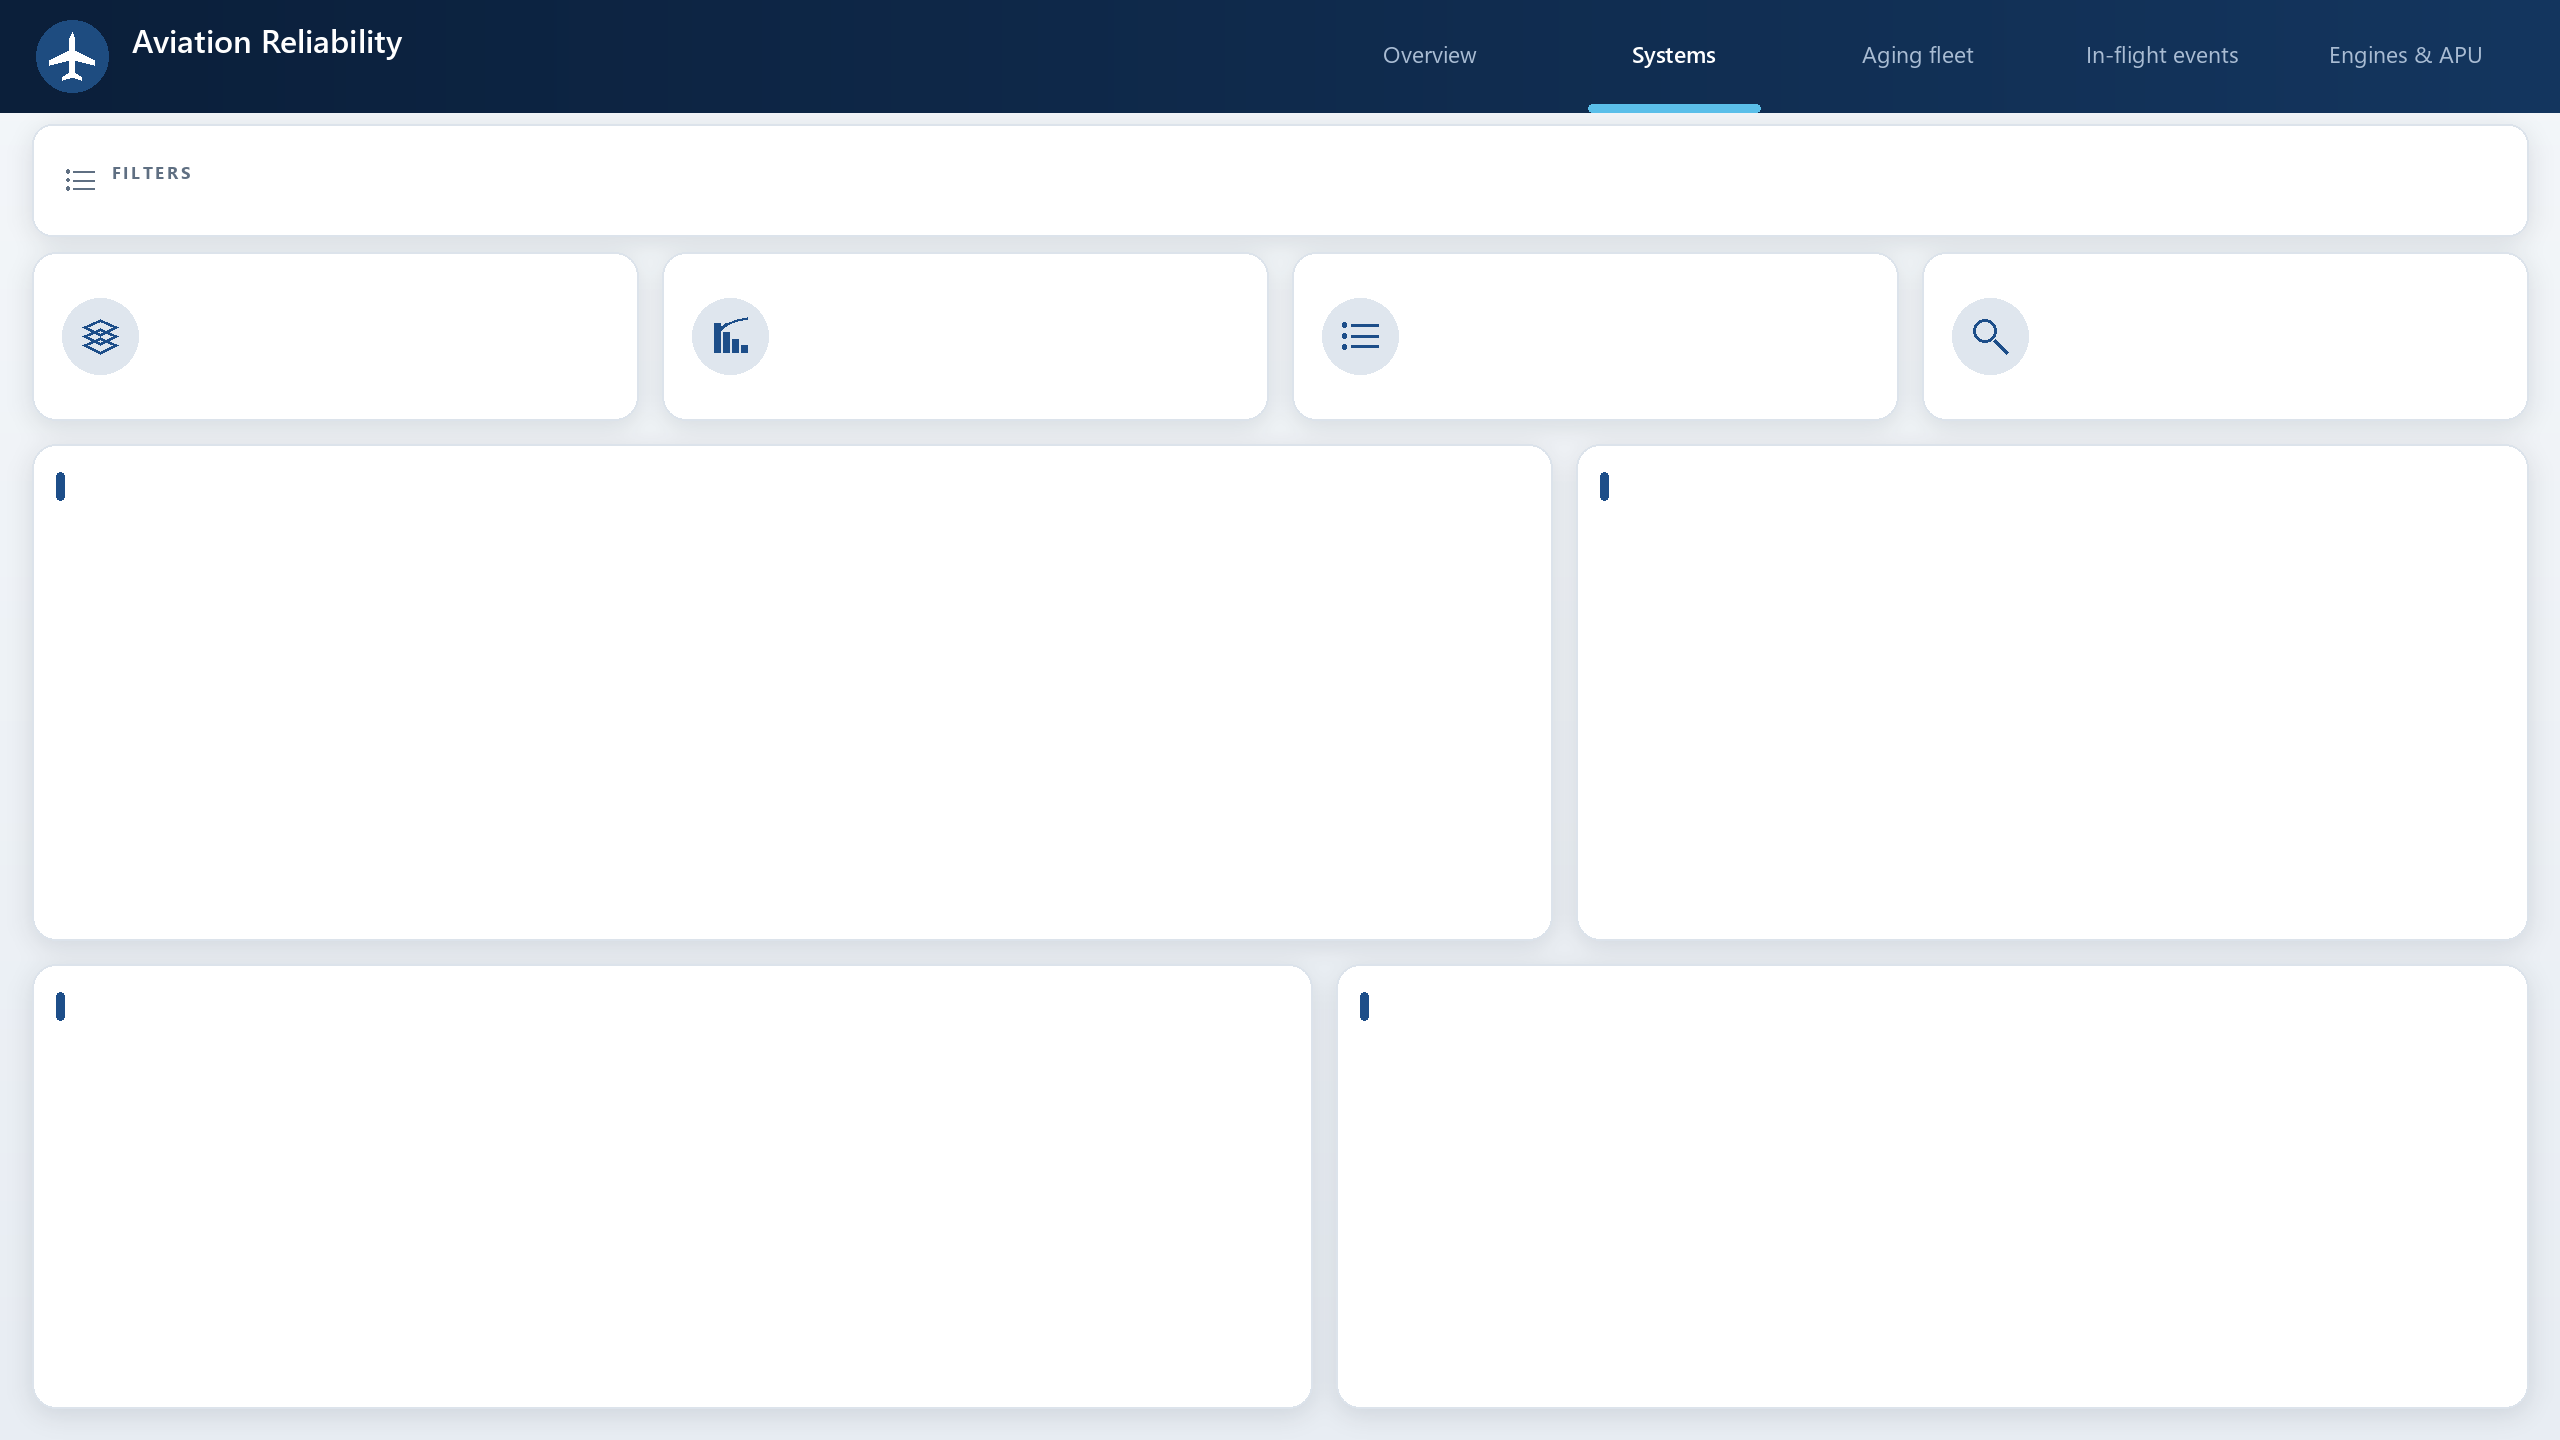 Aviation Reliability
Overview
Systems
Aging fleet
In-flight events
Engines & APU
FILTERS